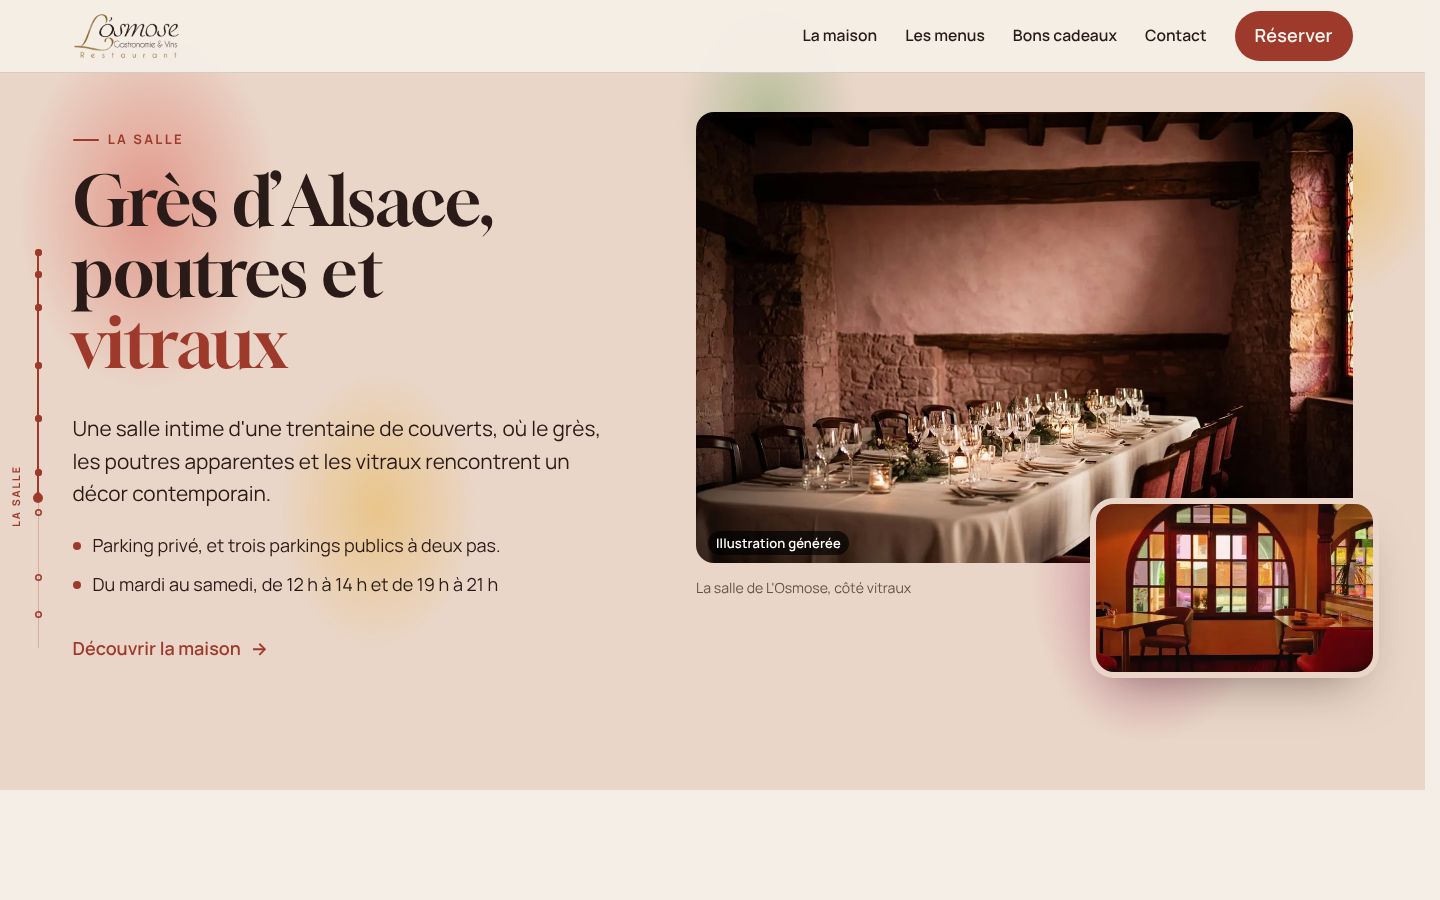 L'osmose
Gastronomie & Vins
Restaurant
La maison
Les menus
Bons cadeaux
Contact
Réserver
LA SALLE
Grès d’Alsace,
poutres et
vitraux
Une salle intime d'une trentaine de couverts, où le grès,
les poutres apparentes et les vitraux rencontrent un
décor contemporain.
Parking privé, et trois parkings publics à deux pas.
Du mardi au samedi, de 12 h à 14 h et de 19 h à 21 h
Découvrir la maison →
LA SALLE
Illustration générée
La salle de L'Osmose, côté vitraux